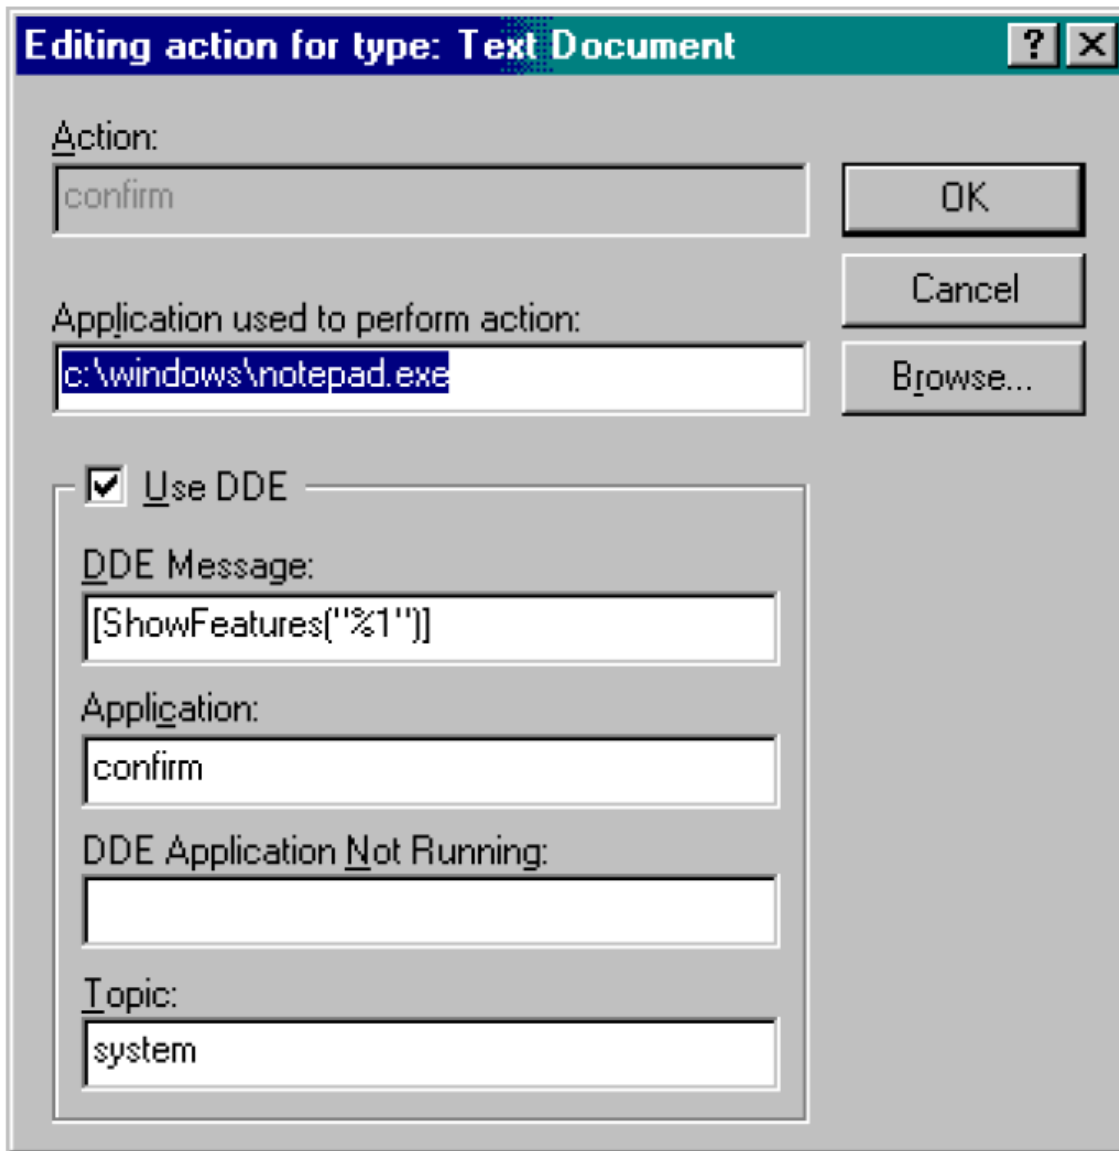 Editing action for type: Text Document
Action:
confirm
OK
Cancel
Application used to perform action:
c:\windows\notepad.exe
Browse...
Use DDE
DDE Message:
[ShowFeatures("%1")]
Application:
confirm
DDE Application Not Running:
Topic:
system